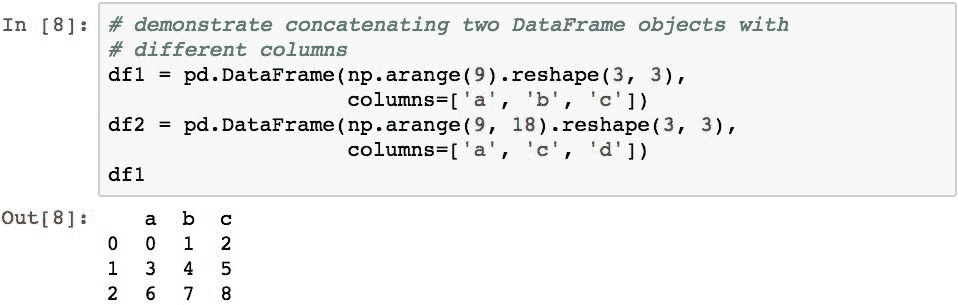 In [8]: # demonstrate concatenating two DataFrame objects with
# different columns
df1 = pd.DataFrame(np.arange(9).reshape(3, 3),
                   columns=['a', 'b', 'c'])
df2 = pd.DataFrame(np.arange(9, 18).reshape(3, 3),
                   columns=['a', 'c', 'd'])
df1
Out[8]:    a  b  c
0  0  1  2
1  3  4  5
2  6  7  8